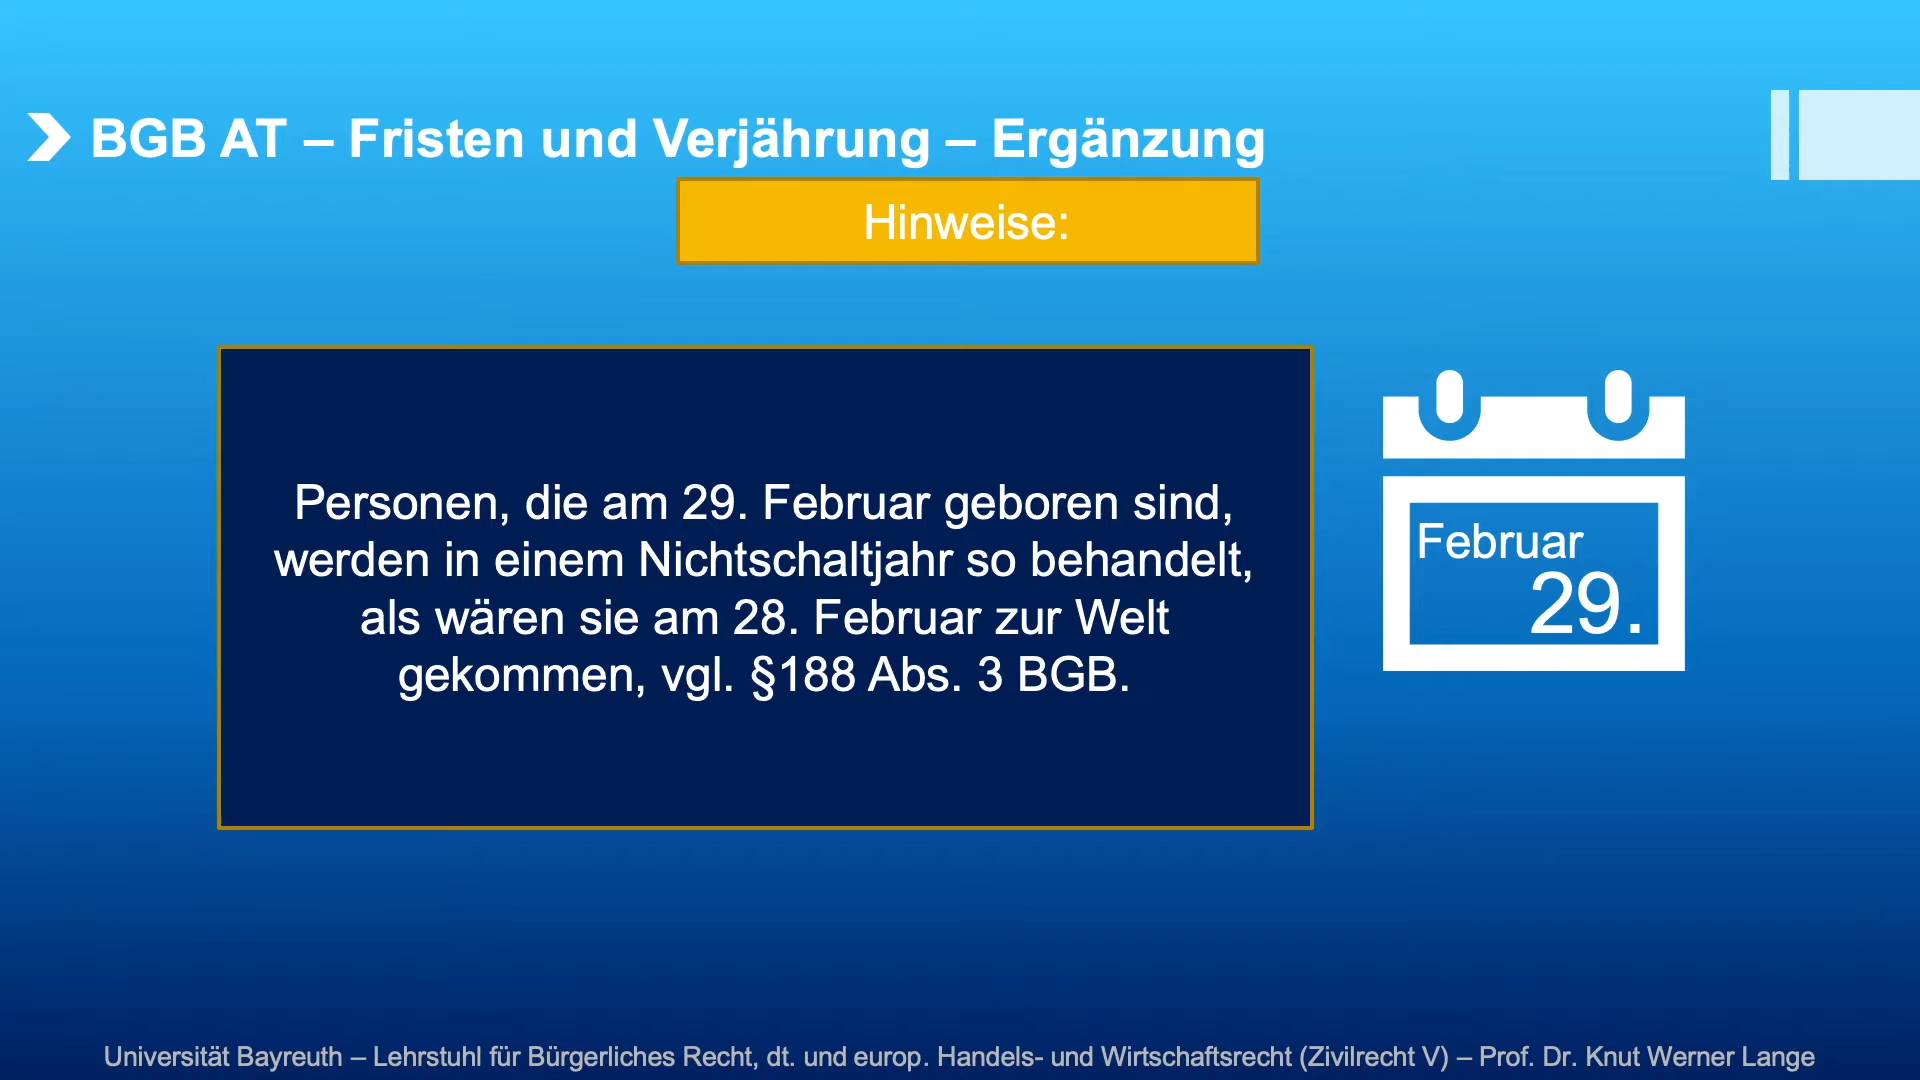 BGB AT – Fristen und Verjährung – Ergänzung
Hinweise:
Personen, die am 29. Februar geboren sind,
werden in einem Nichtschaltjahr so behandelt,
als wären sie am 28. Februar zur Welt
gekommen, vgl. §188 Abs. 3 BGB.
Februar
29.
Universität Bayreuth – Lehrstuhl für Bürgerliches Recht, dt. und europ. Handels- und Wirtschaftsrecht (Zivilrecht V) – Prof. Dr. Knut Werner Lange